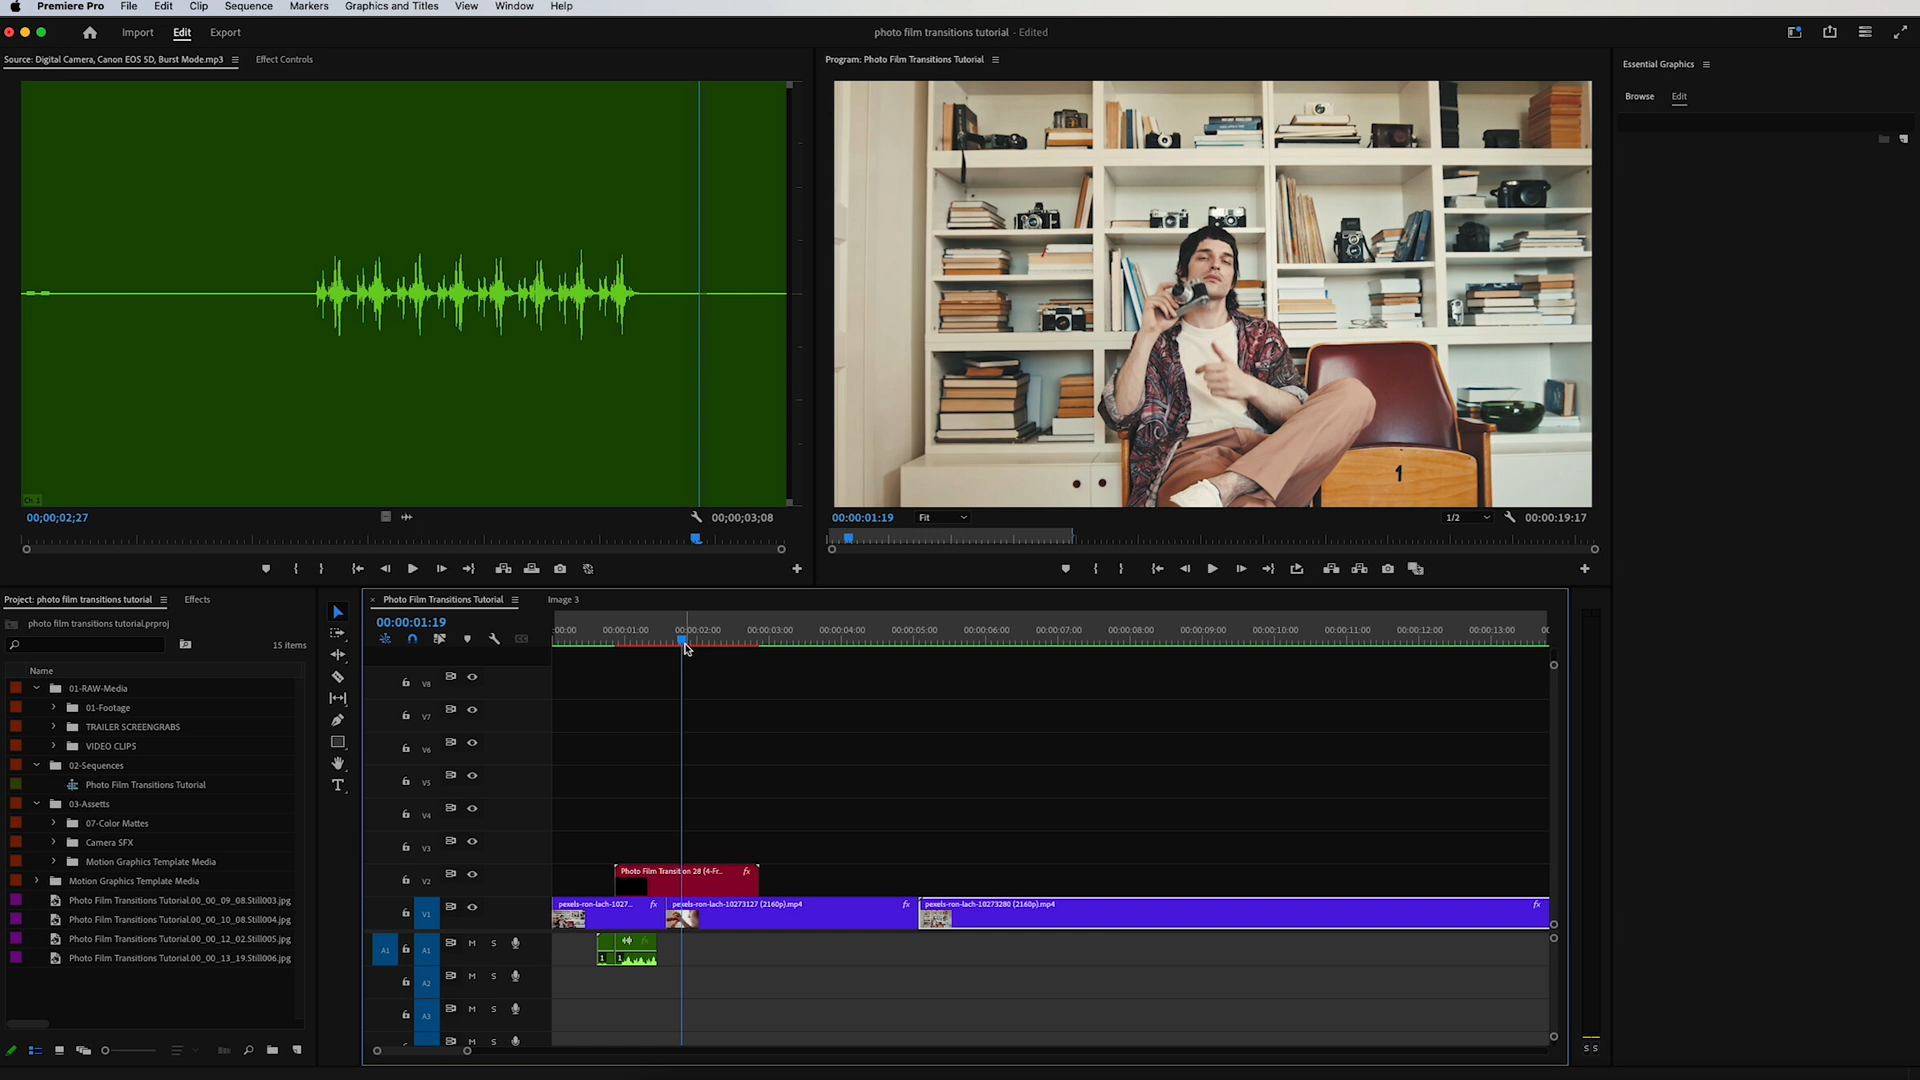 Premiere Pro File Edit Clip Sequence Markers Graphics and Titles View Window Help
Import Edit Export
photo film transitions tutorial - Edited
Source: Digital Camera, Canon EOS 5D, Burst Mode.mp3
Effect Controls
Program: Photo Film Transitions Tutorial
Essential Graphics
Browse Edit
1
Ch. 1
00;00;02;27
00;00;03;08
00:00:01:19
Fit
1/2
00:00:19:17
Project: photo film transitions tutorial
Effects
photo film transitions tutorial.prproj
15 items
Name
01-RAW-Media
01-Footage
TRAILER SCREENGRABS
VIDEO CLIPS
02-Sequences
Photo Film Transitions Tutorial
03-Assetts
07-Color Mattes
Camera SFX
Motion Graphics Template Media
Motion Graphics Template Media
Photo Film Transitions Tutorial.00_00_09_08.Still003.jpg
Photo Film Transitions Tutorial.00_00_10_08.Still004.jpg
Photo Film Transitions Tutorial.00_00_12_02.Still005.jpg
Photo Film Transitions Tutorial.00_00_13_19.Still006.jpg
× Photo Film Transitions Tutorial
Image 3
00:00:01:19
:00:00 00:00:01:00 00:00:02:00 00:00:03:00 00:00:04:00 00:00:05:00 00:00:06:00 00:00:07:00 00:00:08:00 00:00:09:00 00:00:10:00 00:00:11:00 00:00:12:00 00:00:13:00
V8
V7
V6
V5
V4
V3
V2
Photo Film Transition 28 (4-Fr... fx
V1
pexels-ron-lach-1027... fx
pexels-ron-lach-10273127 (2160p).mp4 fx
pexels-ron-lach-10273280 (2160p).mp4 fx
A1 A1 M S
fx
1 1
A2 M S
A3 M S
M S
S S